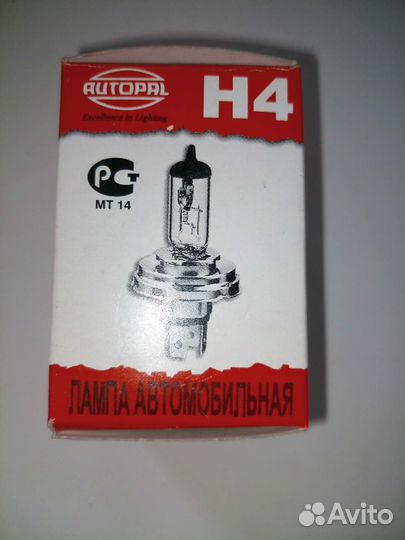 AUTOPAL
Excellence in Lighting
H4
РСТ
МТ 14
ЛАМПА АВТОМОБИЛЬНАЯ
Avito